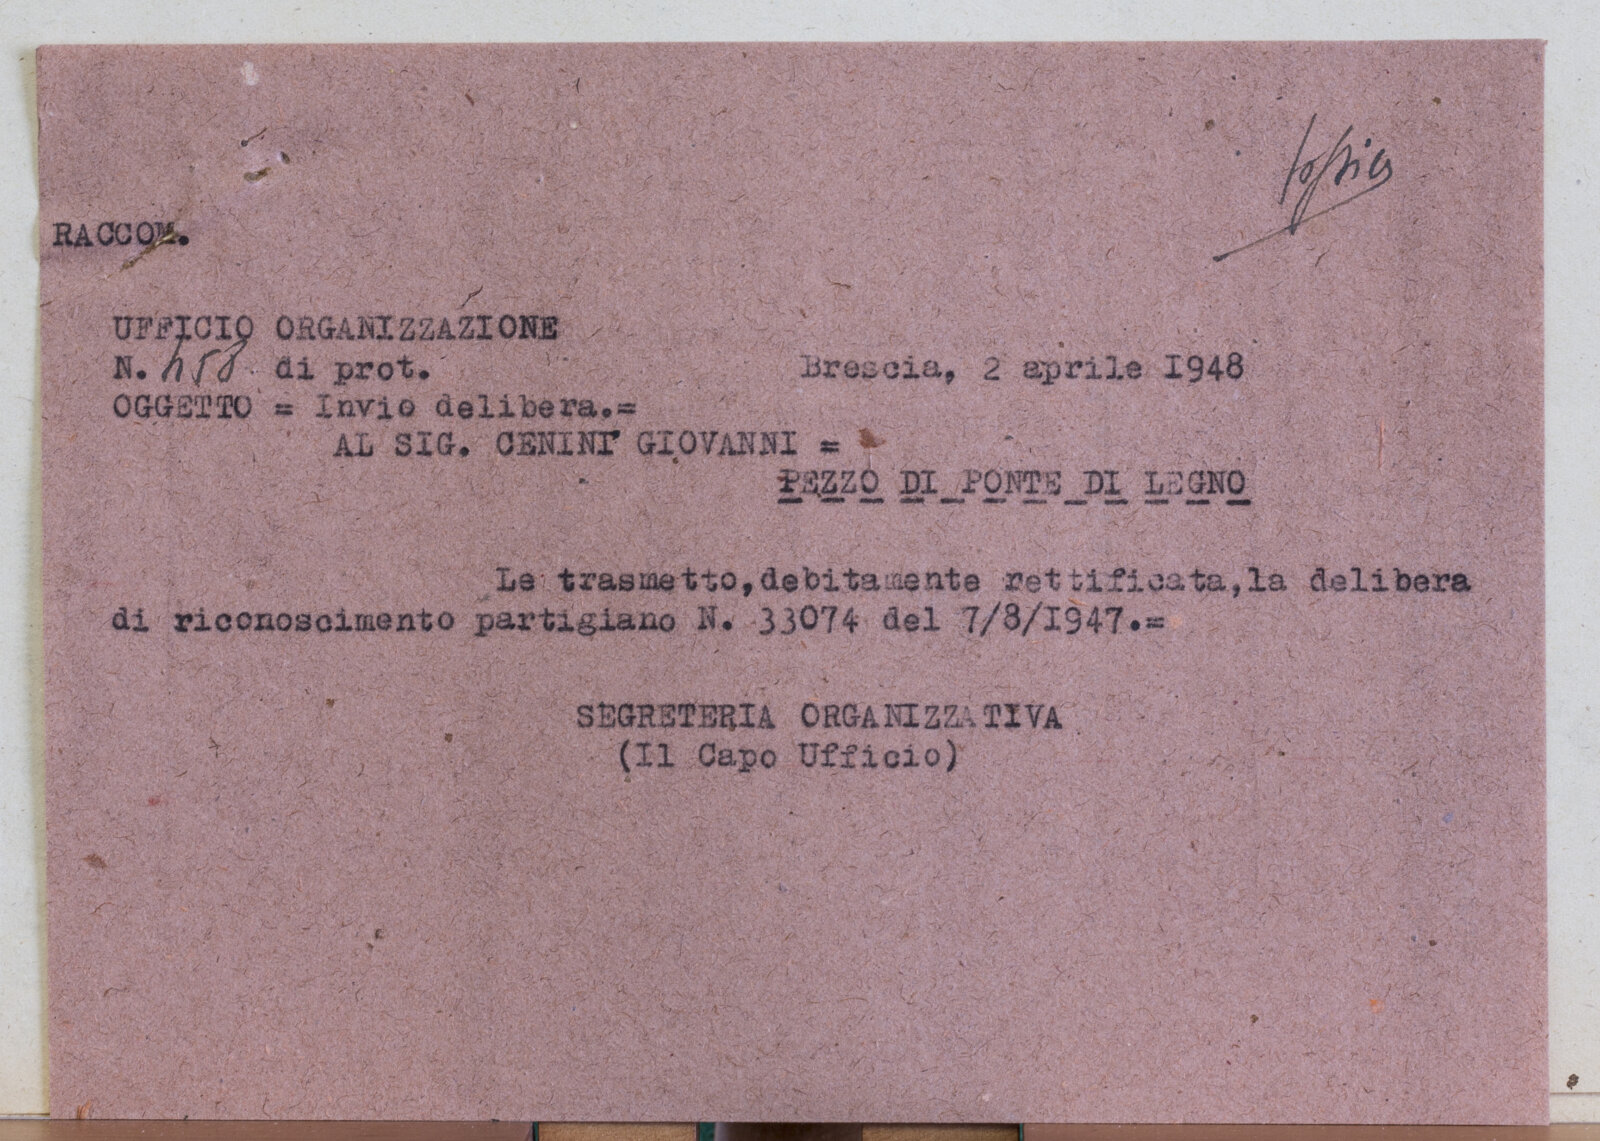 copia
RACCOM.
UFFICIO ORGANIZZAZIONE
N. 458 di prot. Brescia, 2 aprile 1948
OGGETTO = Invio delibera.=
AL SIG. CENINI GIOVANNI =
PEZZO DI PONTE DI LEGNO
Le trasmetto,debitamente rettificata,la delibera
di riconoscimento partigiano N. 33074 del 7/8/1947.=
SEGRETERIA ORGANIZZATIVA
(Il Capo Ufficio)